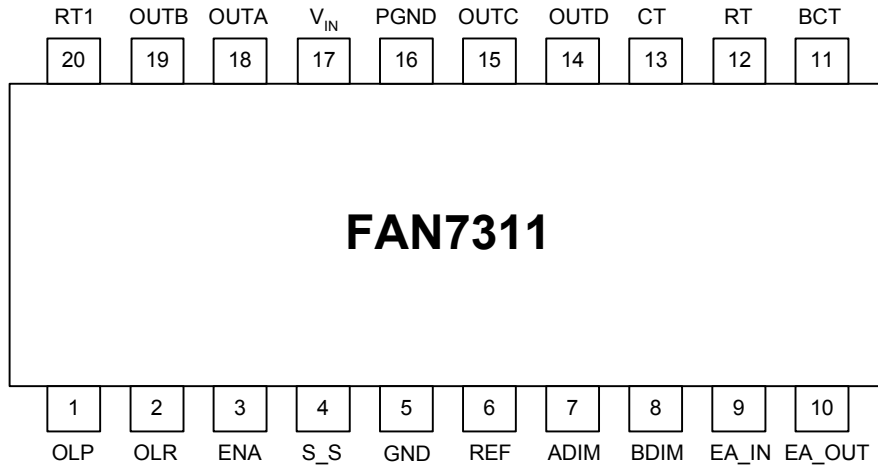 RT1 OUTB OUTA VIN PGND OUTC OUTD CT RT BCT
20 19 18 17 16 15 14 13 12 11
FAN7311
1 2 3 4 5 6 7 8 9 10
OLP OLR ENA S_S GND REF ADIM BDIM EA_IN EA_OUT